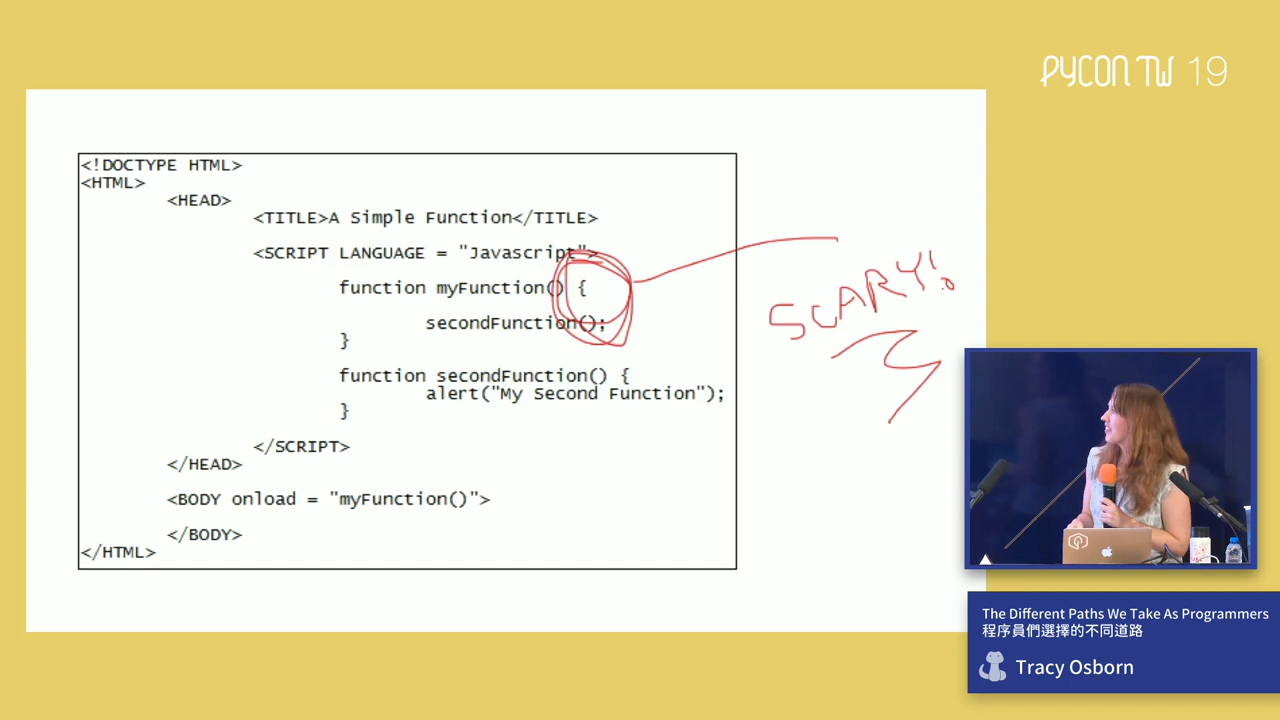 PYCON TW 19
<!DOCTYPE HTML>
<HTML>
<HEAD>
<TITLE>A Simple Function</TITLE>
<SCRIPT LANGUAGE = "Javascript">
function myFunction() {
secondFunction();
}
function secondFunction() {
alert("My Second Function");
}
</SCRIPT>
</HEAD>
<BODY onload = "myFunction()">
</BODY>
</HTML>
SCARY!
The Different Paths We Take As Programmers
程序員們選擇的不同道路
Tracy Osborn